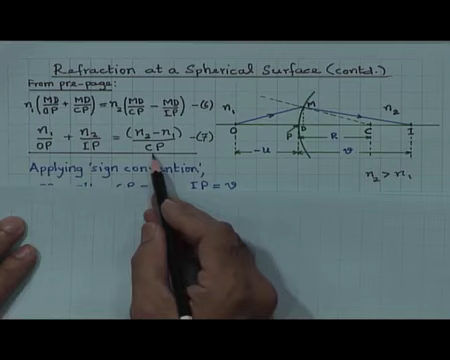 Refraction at a Spherical Surface (contd.)
From pre-page:
n₁(MD/OP + MD/CP) = n₂(MD/CP − MD/IP) −(6)
n₁/OP + n₂/IP = (n₂−n₁)/CP −(7)
Applying 'sign convention',
IP = v
n₁
n₂
M
O
P
D
C
I
R
−u
v
n₂ > n₁